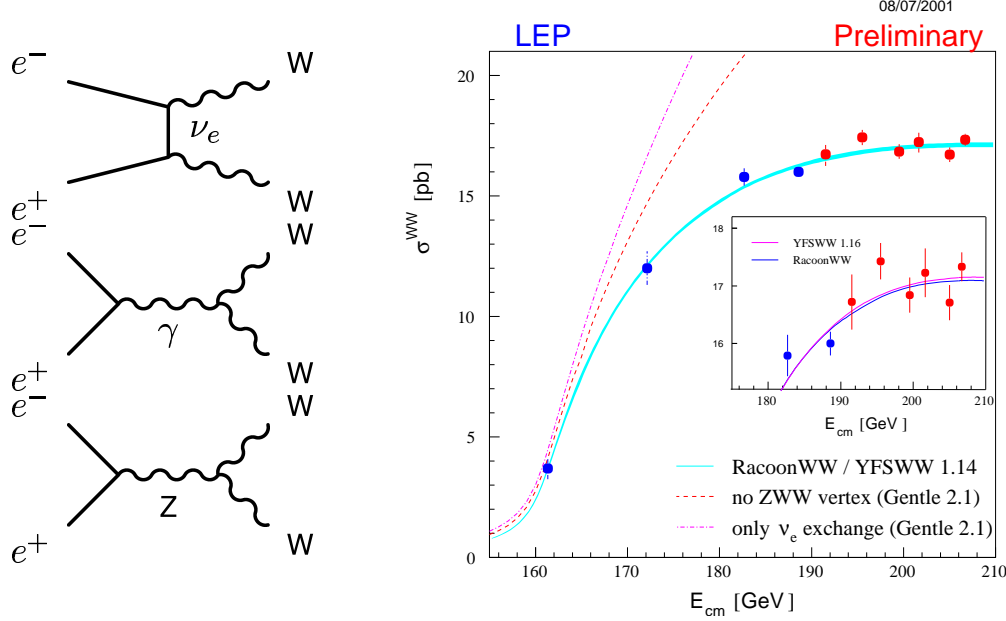 e⁻
W
ν_e
e⁺
W
e⁻
W
γ
e⁺
W
e⁻
W
Z
e⁺
W
08/07/2001
LEP
Preliminary
20
15
10
5
0
σ^WW [pb]
160
170
180
190
200
210
E_cm [GeV]
RacoonWW / YFSWW 1.14
no ZWW vertex (Gentle 2.1)
only ν_e exchange (Gentle 2.1)
18
17
16
YFSWW 1.16
RacoonWW
180
190
200
210
E_cm [GeV]